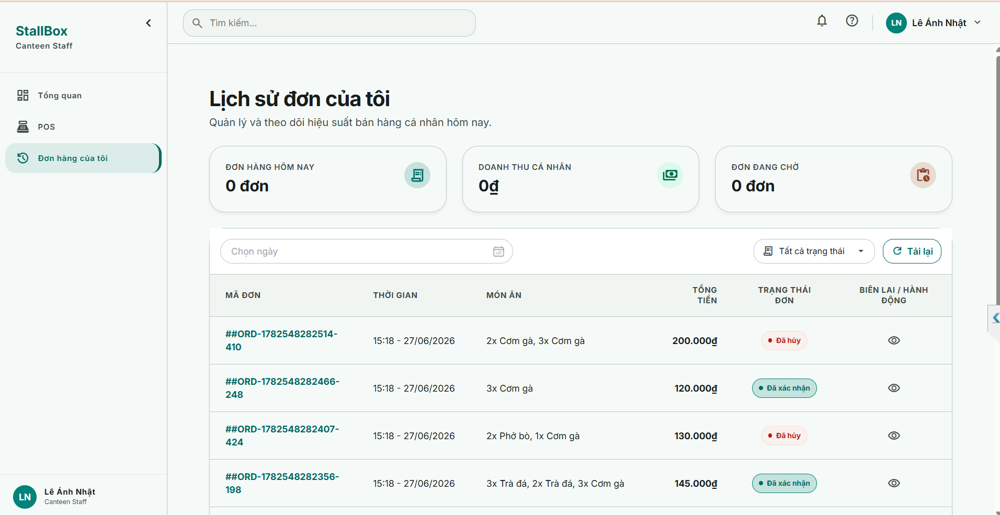 StallBox
Canteen Staff
Tìm kiếm...
LN
Lê Ánh Nhật
Tổng quan
POS
Đơn hàng của tôi
Lịch sử đơn của tôi
Quản lý và theo dõi hiệu suất bán hàng cá nhân hôm nay.
ĐƠN HÀNG HÔM NAY
0 đơn
DOANH THU CÁ NHÂN
0₫
ĐƠN ĐANG CHỜ
0 đơn
Chọn ngày
Tất cả trạng thái
Tải lại
MÃ ĐƠN
THỜI GIAN
MÓN ĂN
TỔNG
TIỀN
TRẠNG THÁI
ĐƠN
BIÊN LAI / HÀNH
ĐỘNG
##ORD-1782548282514-
410
15:18 - 27/06/2026
2x Cơm gà, 3x Cơm gà
200.000₫
Đã hủy
##ORD-1782548282466-
248
15:18 - 27/06/2026
3x Cơm gà
120.000₫
Đã xác nhận
##ORD-1782548282407-
424
15:18 - 27/06/2026
2x Phở bò, 1x Cơm gà
130.000₫
Đã hủy
##ORD-1782548282356-
198
15:18 - 27/06/2026
3x Trà đá, 2x Trà đá, 3x Cơm gà
145.000₫
Đã xác nhận
LN
Lê Ánh Nhật
Canteen Staff